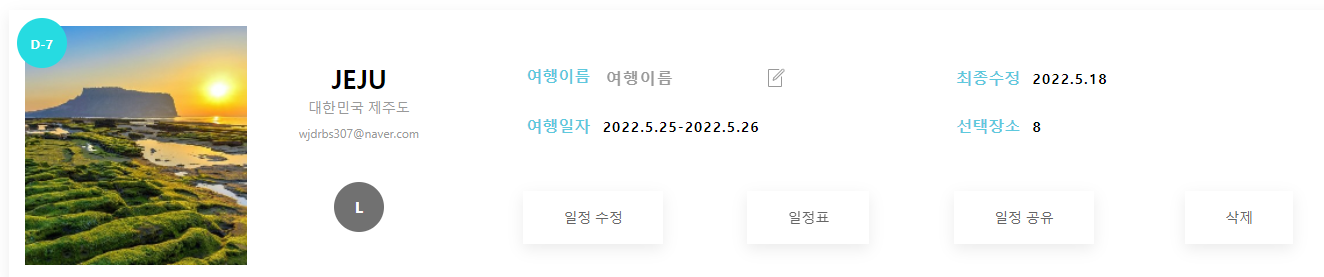 D-7
JEJU
대한민국 제주도
wjdrbs307@naver.com
L
여행이름 여행이름
여행일자 2022.5.25-2022.5.26
최종수정 2022.5.18
선택장소 8
일정 수정
일정표
일정 공유
삭제